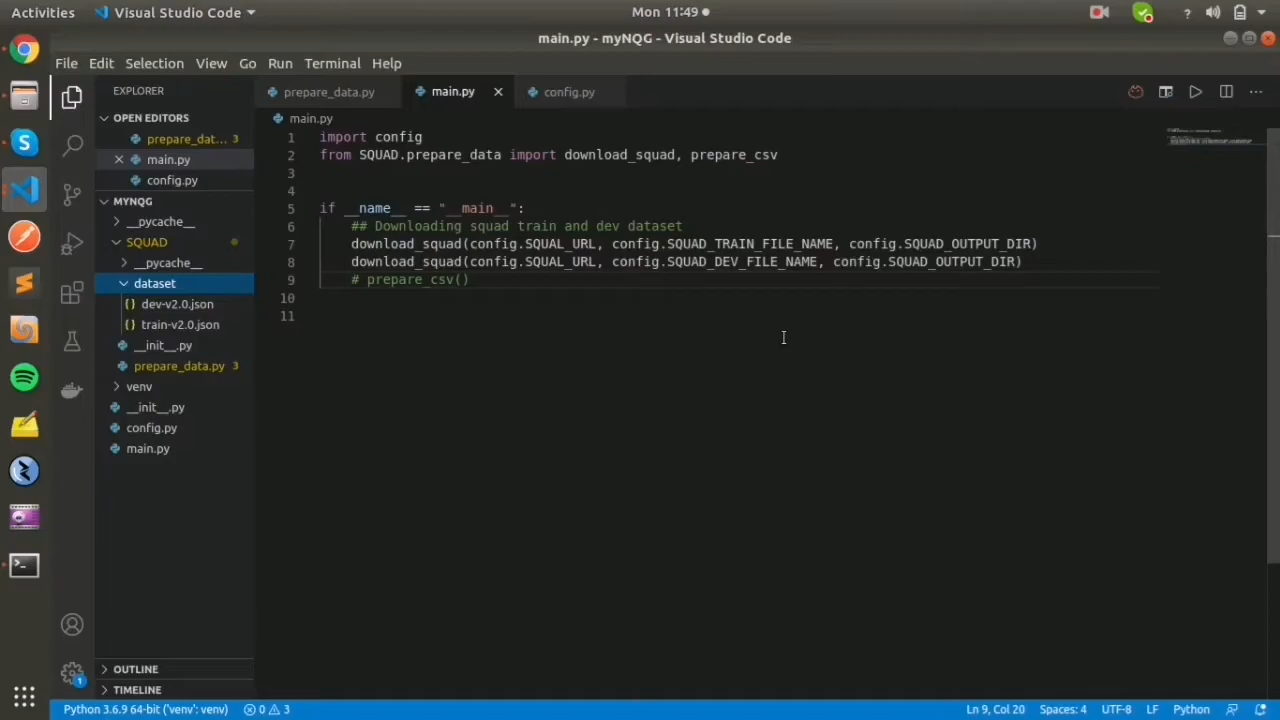 Activities
Visual Studio Code
Mon 11:49
main.py - myNQG - Visual Studio Code
File Edit Selection View Go Run Terminal Help
EXPLORER
OPEN EDITORS
prepare_dat... 3
main.py
config.py
MYNQG
__pycache__
SQUAD
__pycache__
dataset
dev-v2.0.json
train-v2.0.json
__init__.py
prepare_data.py 3
venv
__init__.py
config.py
main.py
OUTLINE
TIMELINE
prepare_data.py main.py config.py
main.py
1 import config
2 from SQUAD.prepare_data import download_squad, prepare_csv
3
4
5 if __name__ == "__main__":
6 ## Downloading squad train and dev dataset
7 download_squad(config.SQUAL_URL, config.SQUAD_TRAIN_FILE_NAME, config.SQUAD_OUTPUT_DIR)
8 download_squad(config.SQUAL_URL, config.SQUAD_DEV_FILE_NAME, config.SQUAD_OUTPUT_DIR)
9 # prepare_csv()
10
11
1
Python 3.6.9 64-bit ('venv': venv) 0 3 Ln 9, Col 20 Spaces: 4 UTF-8 LF Python